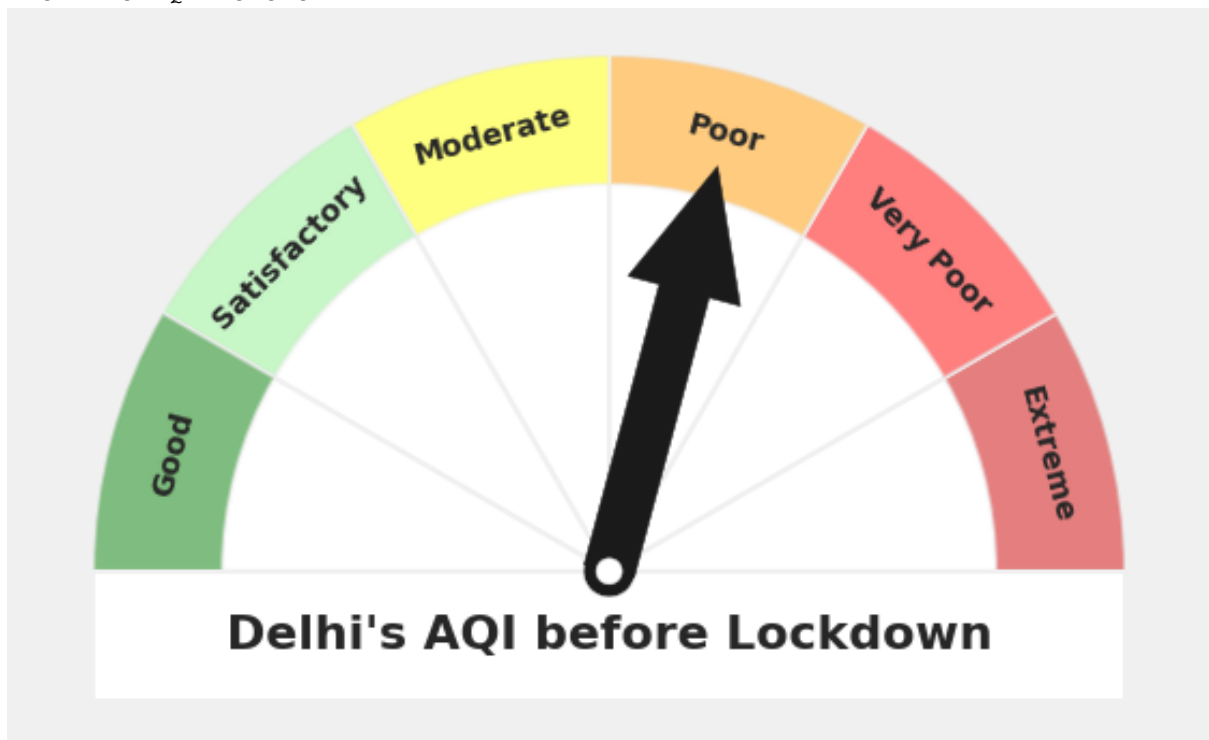 Good
Satisfactory
Moderate
Poor
Very Poor
Extreme
Delhi's AQI before Lockdown